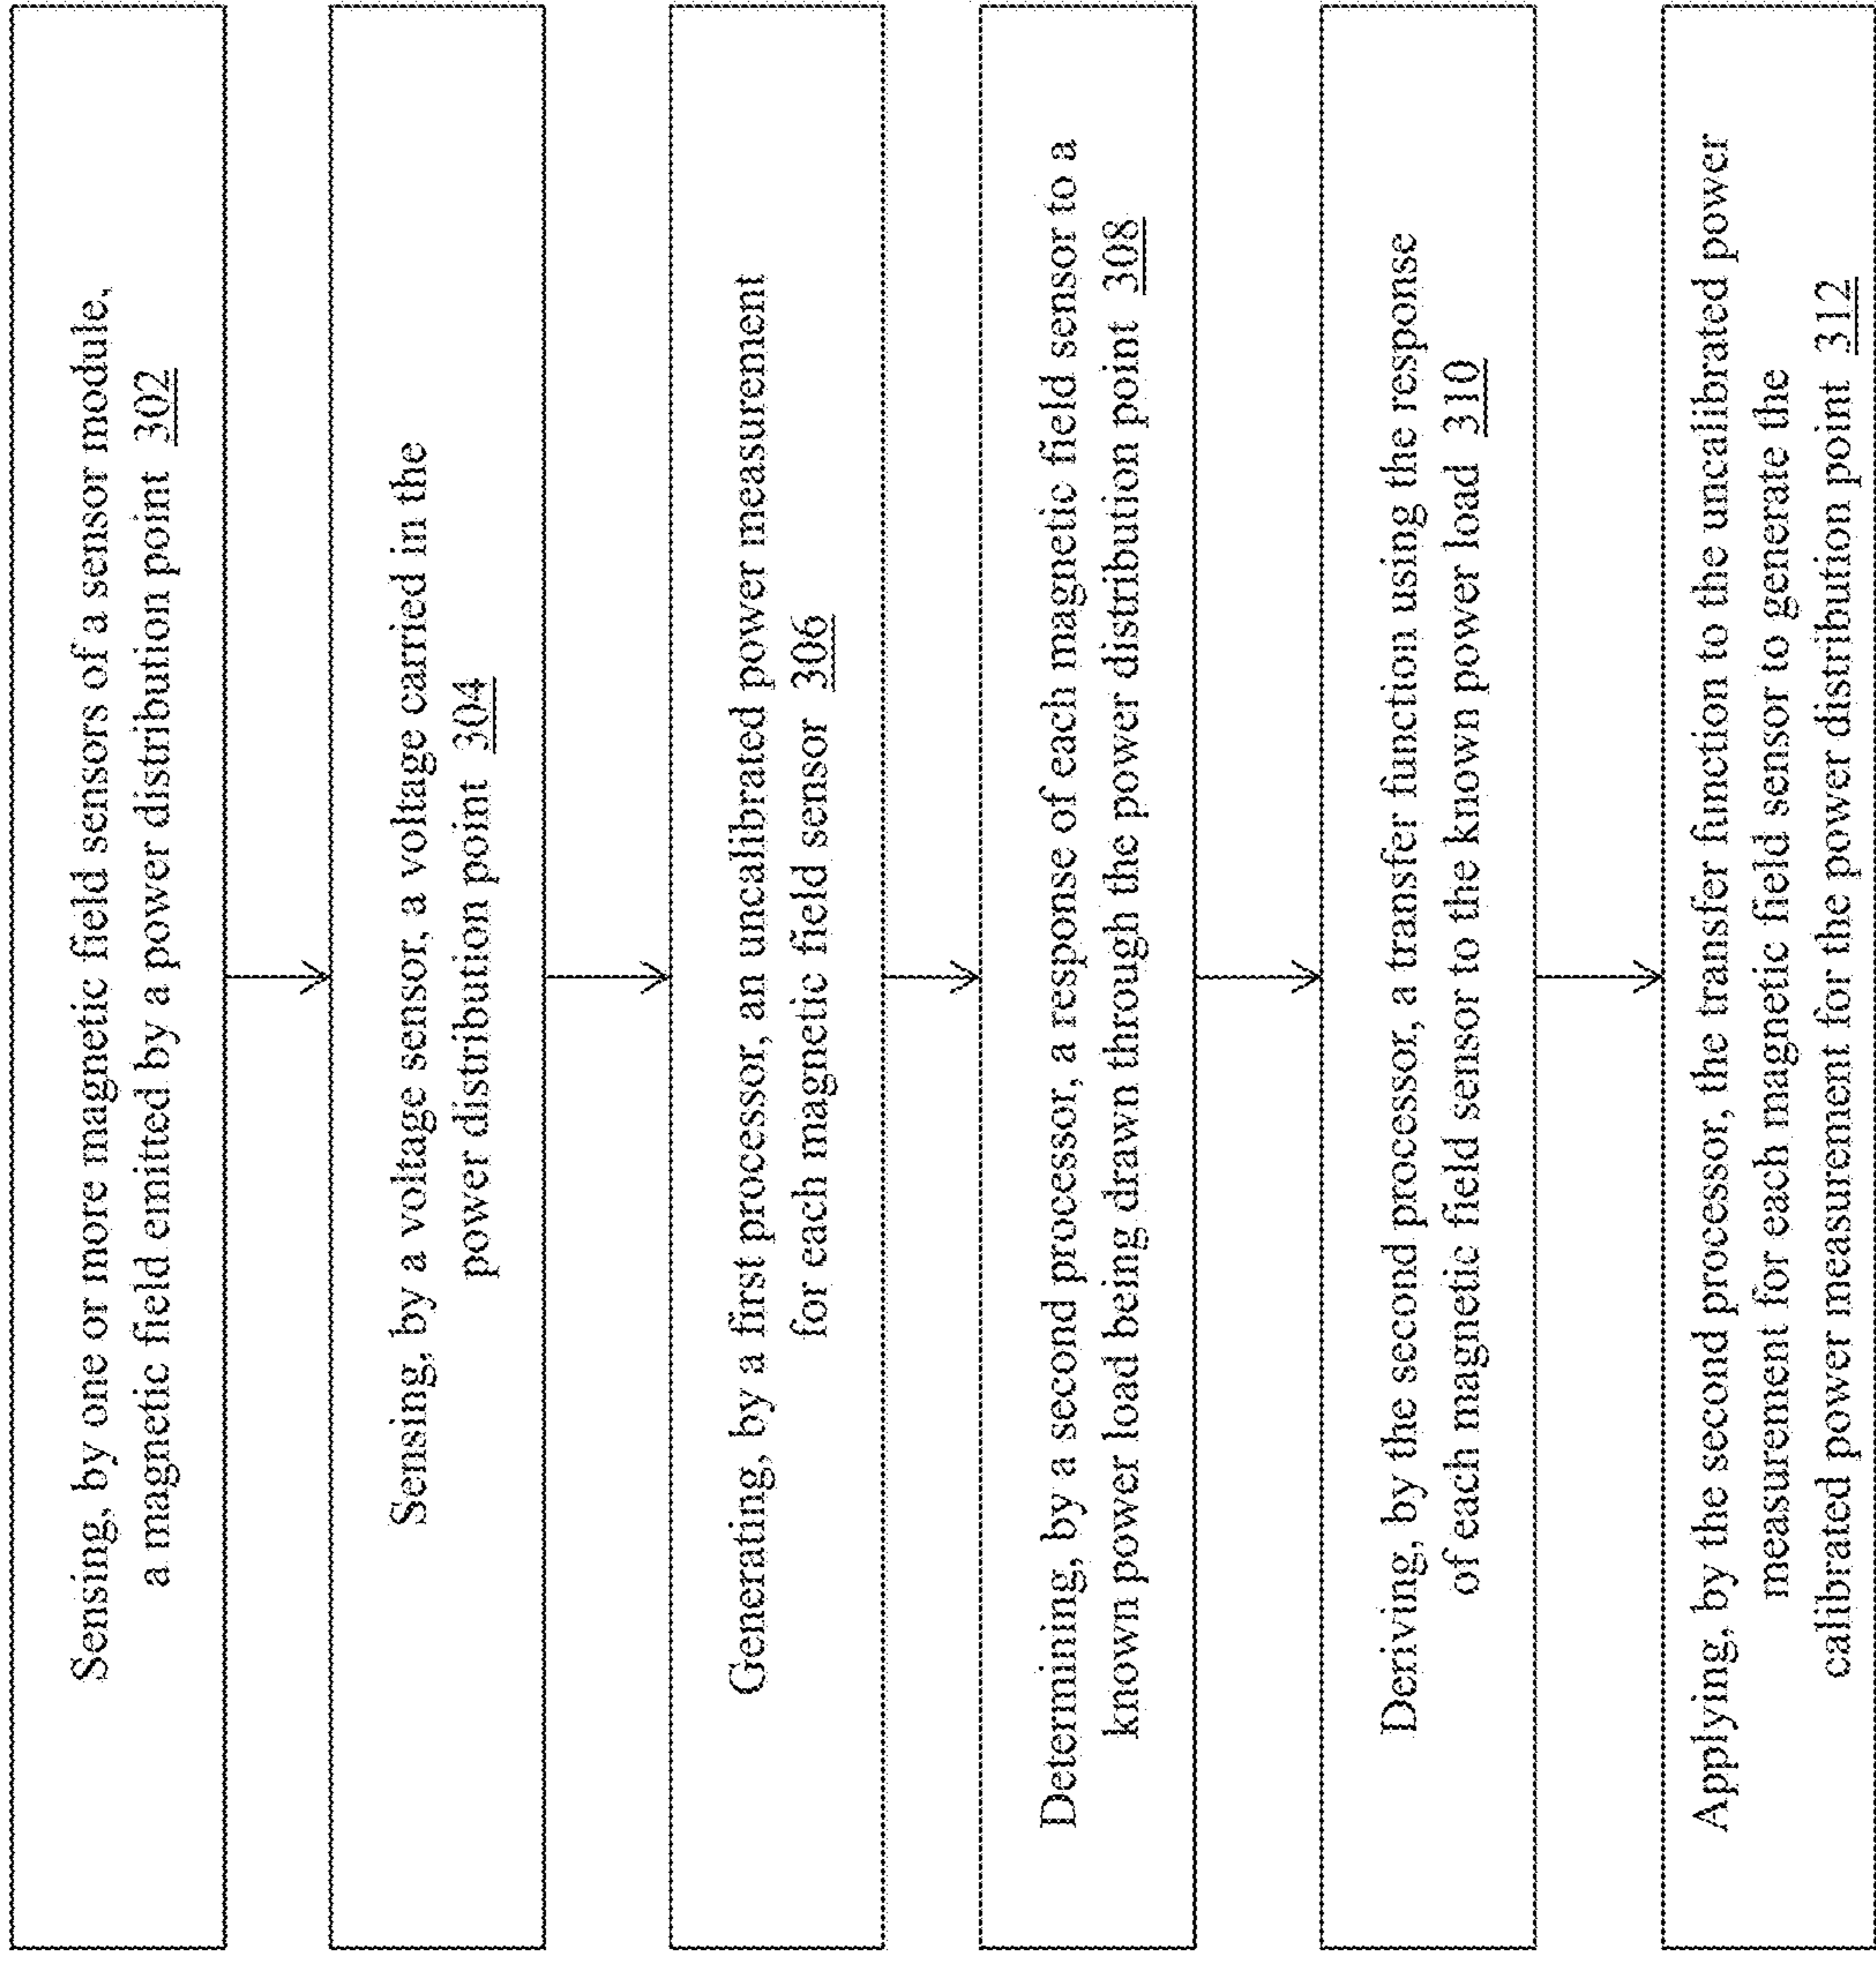 Sensing, by one or more magnetic field sensors of a sensor module,
a magnetic field emitted by a power distribution point 302
Sensing, by a voltage sensor, a voltage carried in the
power distribution point 304
Generating, by a first processor, an uncalibrated power measurement
for each magnetic field sensor 306
Determining, by a second processor, a response of each magnetic field sensor to a
known power load being drawn through the power distribution point 308
Deriving, by the second processor, a transfer function using the response
of each magnetic field sensor to the known power load 310
Applying, by the second processor, the transfer function to the uncalibrated power
measurement for each magnetic field sensor to generate the
calibrated power measurement for the power distribution point 312